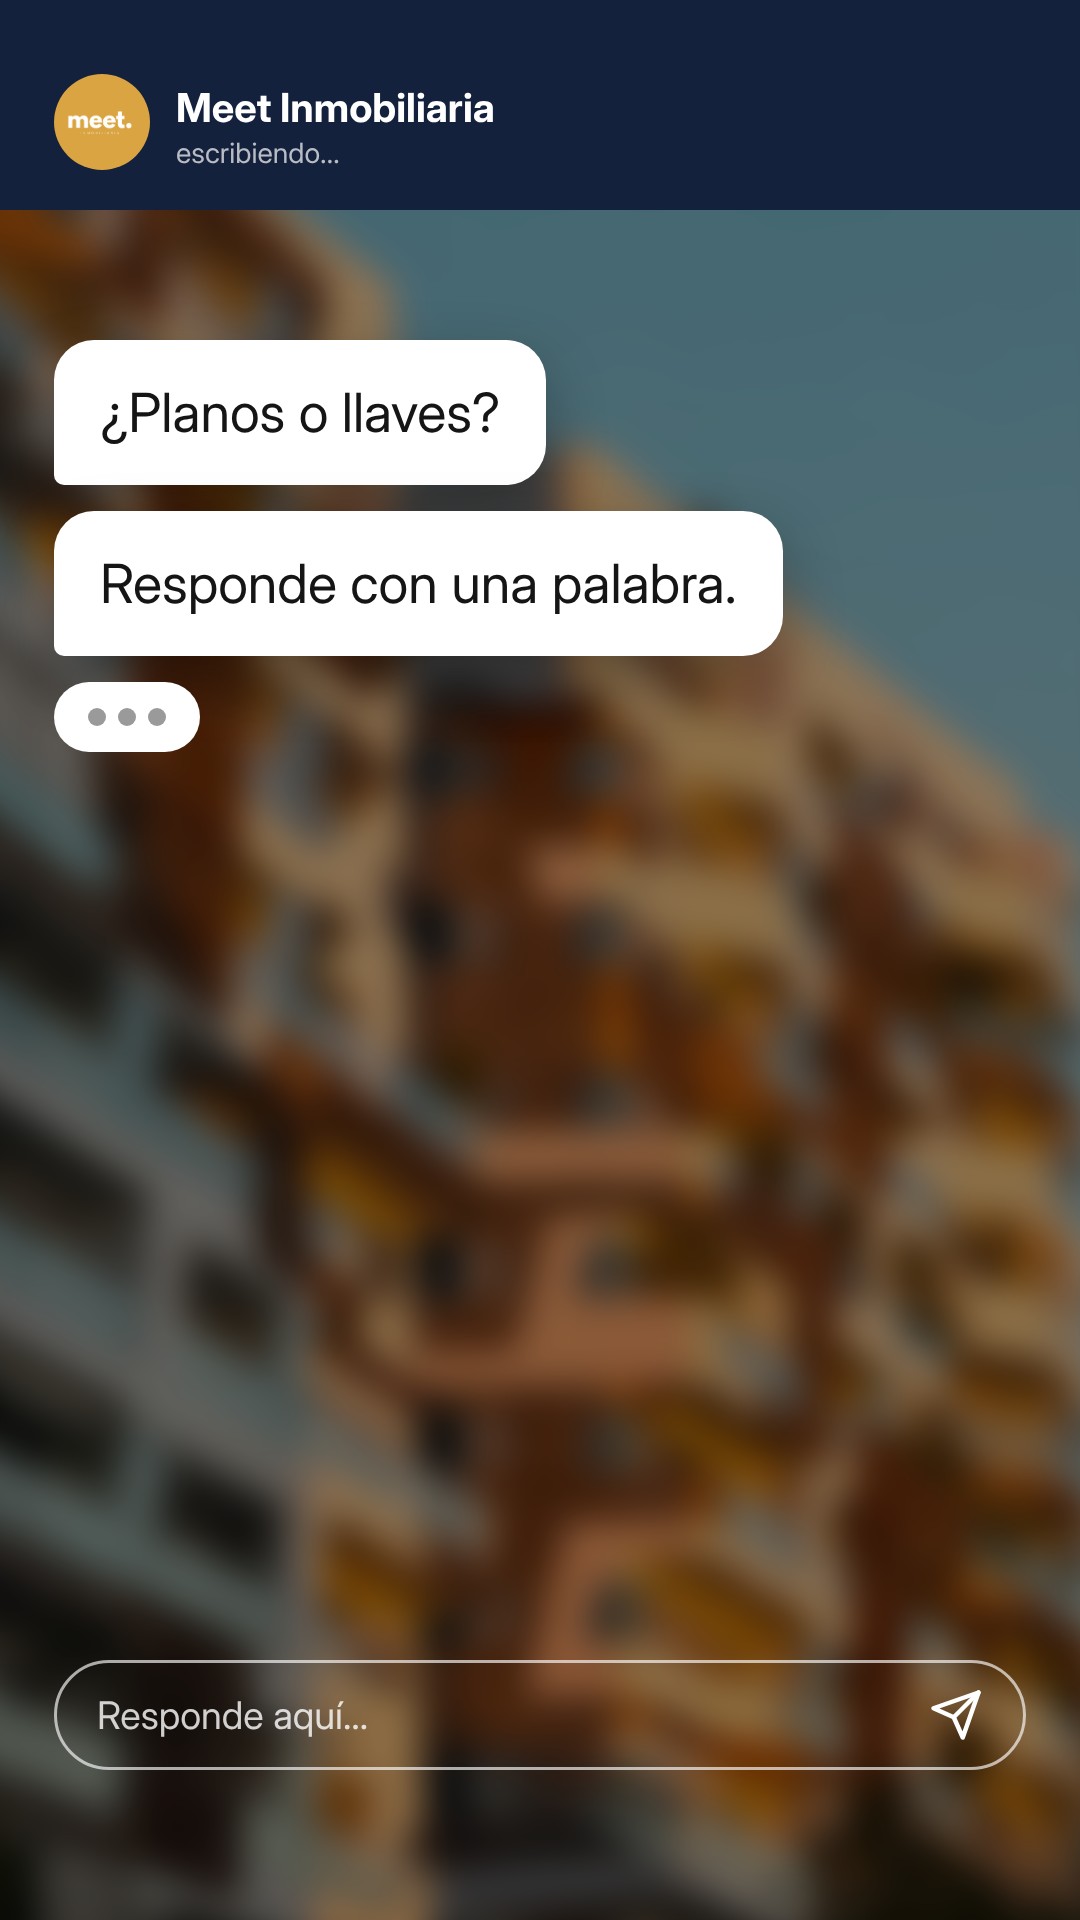 meet.
Meet Inmobiliaria
escribiendo...
¿Planos o llaves?
Responde con una palabra.
Responde aquí...